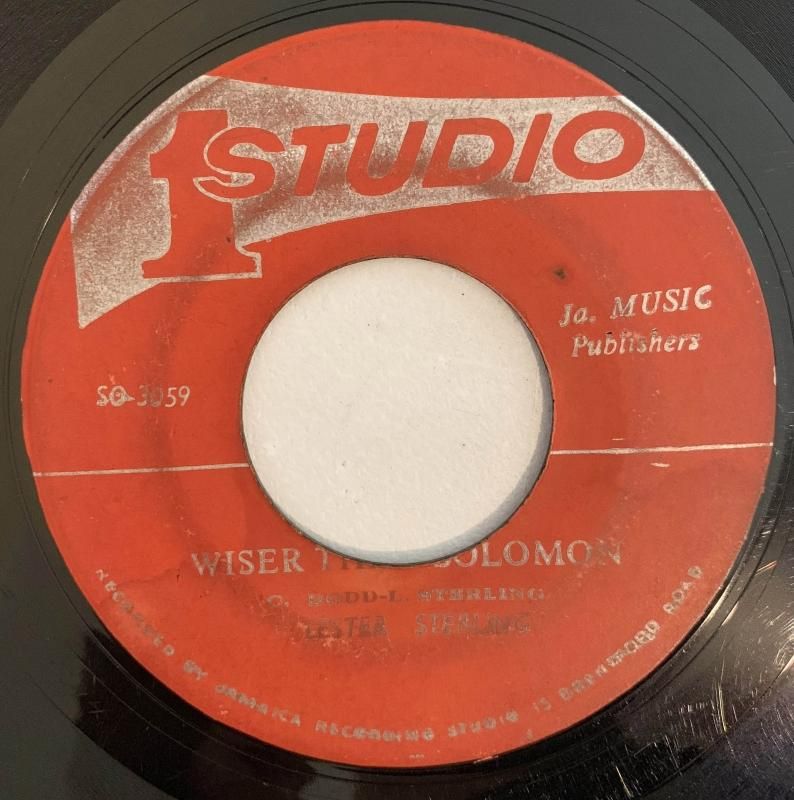 1 STUDIO
Ja. MUSIC
Publishers
SO-3059
WISER THAN SOLOMON
C. DODD-L. STERLING
LESTER STERLING
RECORDED BY JAMAICA RECORDING STUDIO 13 BRENTFORD ROAD